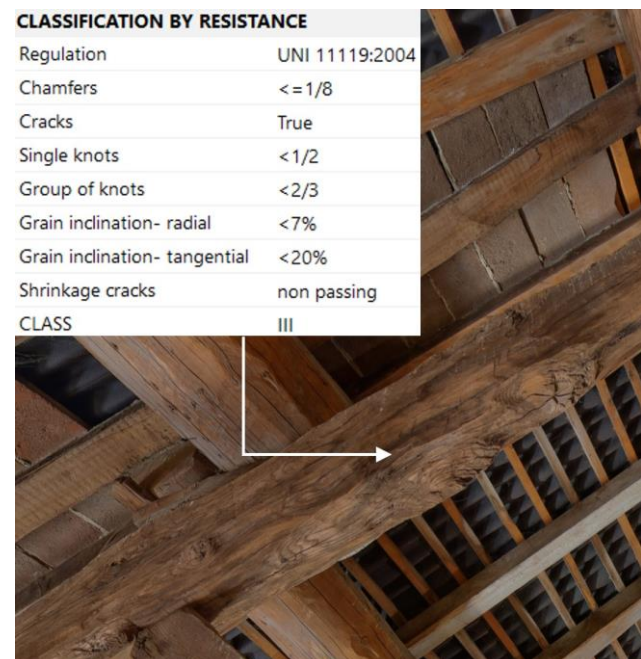 CLASSIFICATION BY RESISTANCE
Regulation UNI 11119:2004
Chamfers <=1/8
Cracks True
Single knots <1/2
Group of knots <2/3
Grain inclination- radial <7%
Grain inclination- tangential <20%
Shrinkage cracks non passing
CLASS III